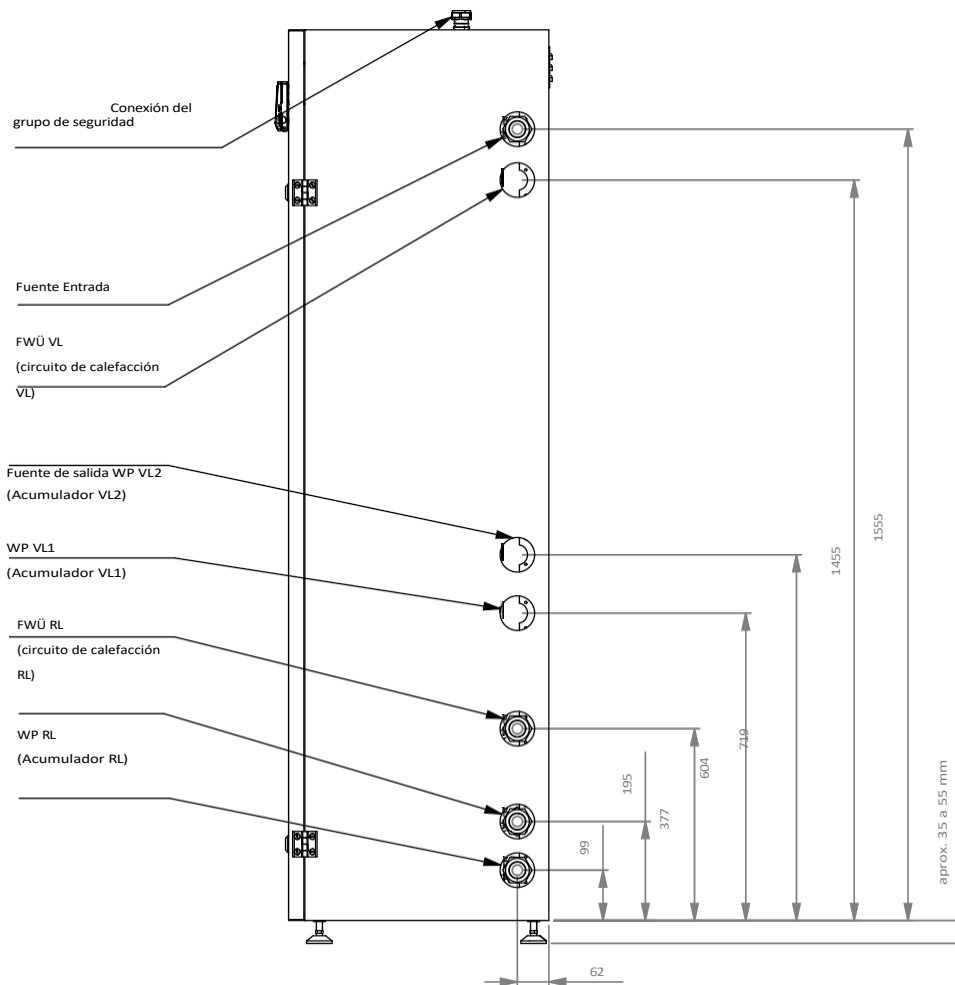 Conexión del
grupo de seguridad
Fuente Entrada
FWÜ VL
(circuito de calefacción
VL)
Fuente de salida WP VL2
(Acumulador VL2)
WP VL1
(Acumulador VL1)
FWÜ RL
(circuito de calefacción
RL)
WP RL
(Acumulador RL)
99
195
377
604
719
1455
1555
aprox. 35 a 55 mm
62